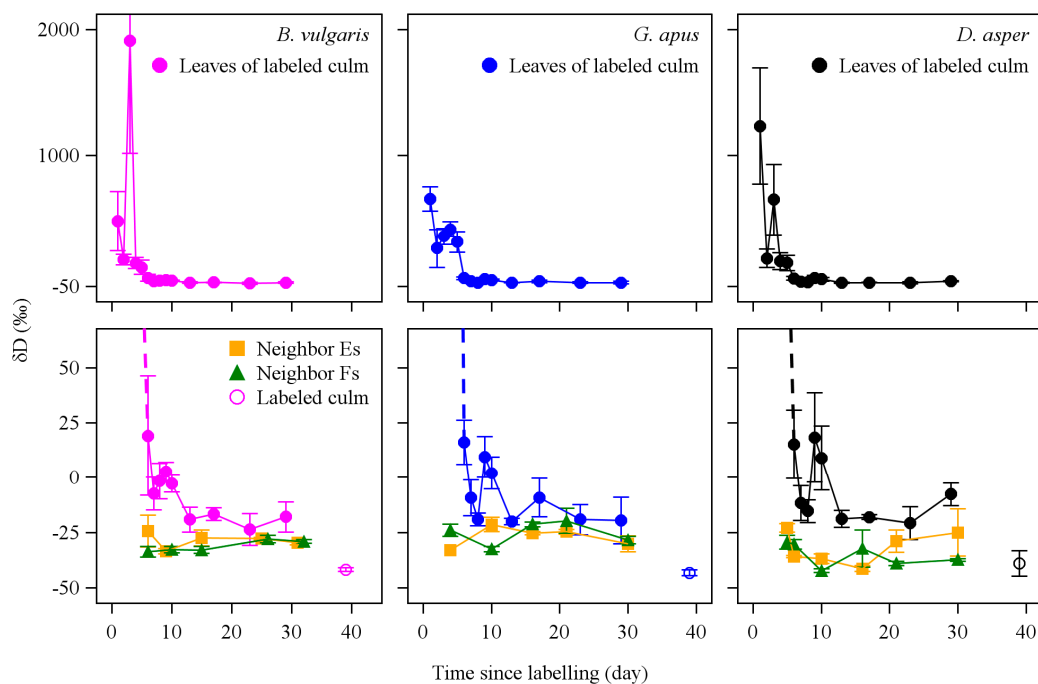 B. vulgaris
Leaves of labeled culm
G. apus
Leaves of labeled culm
D. asper
Leaves of labeled culm
2000
1000
-50
δD (‰)
Neighbor Es
Neighbor Fs
Labeled culm
50
25
0
-25
-50
0 10 20 30 40
0 10 20 30 40
0 10 20 30 40
Time since labelling (day)